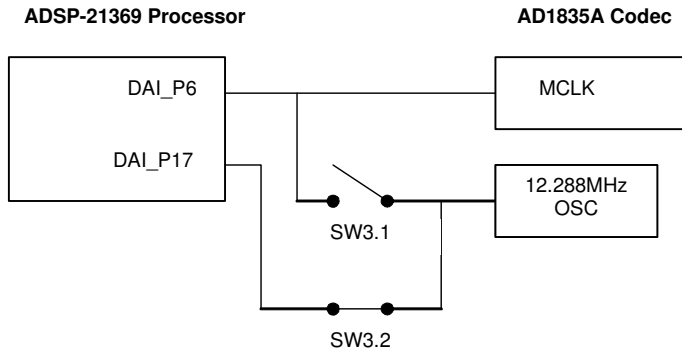 ADSP-21369 Processor
AD1835A Codec
DAI_P6
MCLK
DAI_P17
12.288MHz
OSC
SW3.1
SW3.2